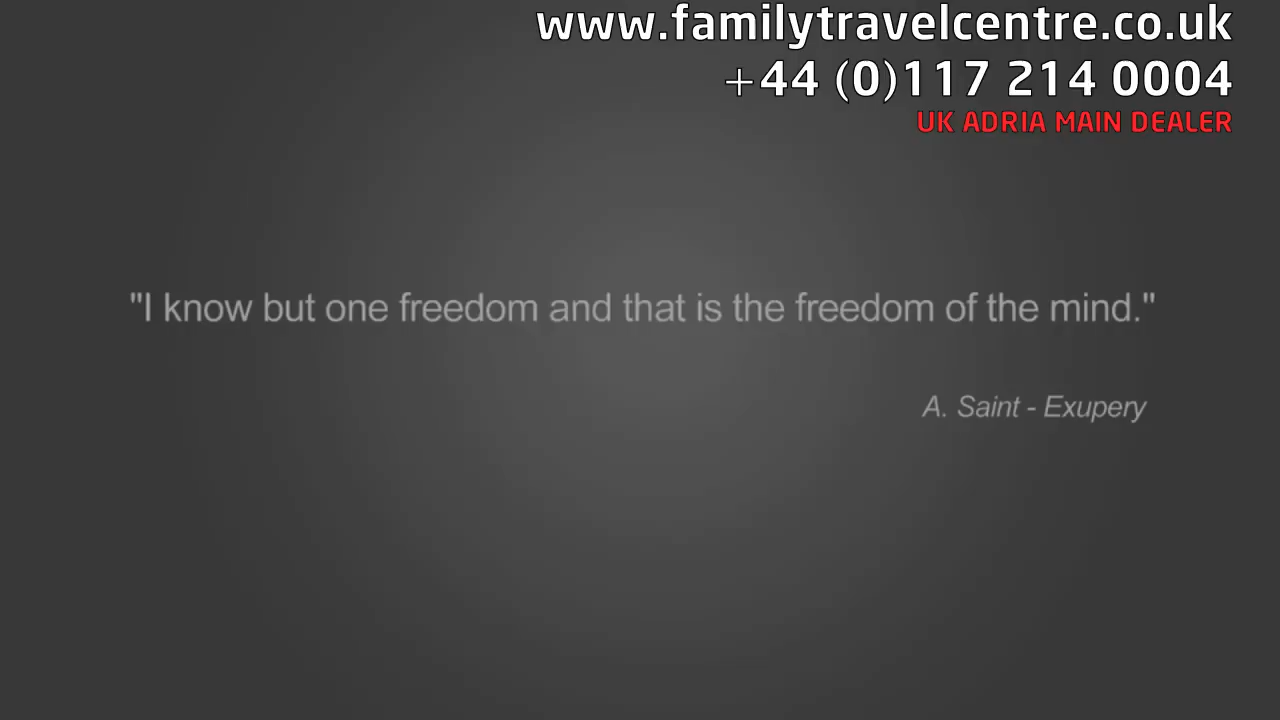 www.familytravelcentre.co.uk
+44 (0)117 214 0004
UK ADRIA MAIN DEALER
"I know but one freedom and that is the freedom of the mind."
A. Saint - Exupery